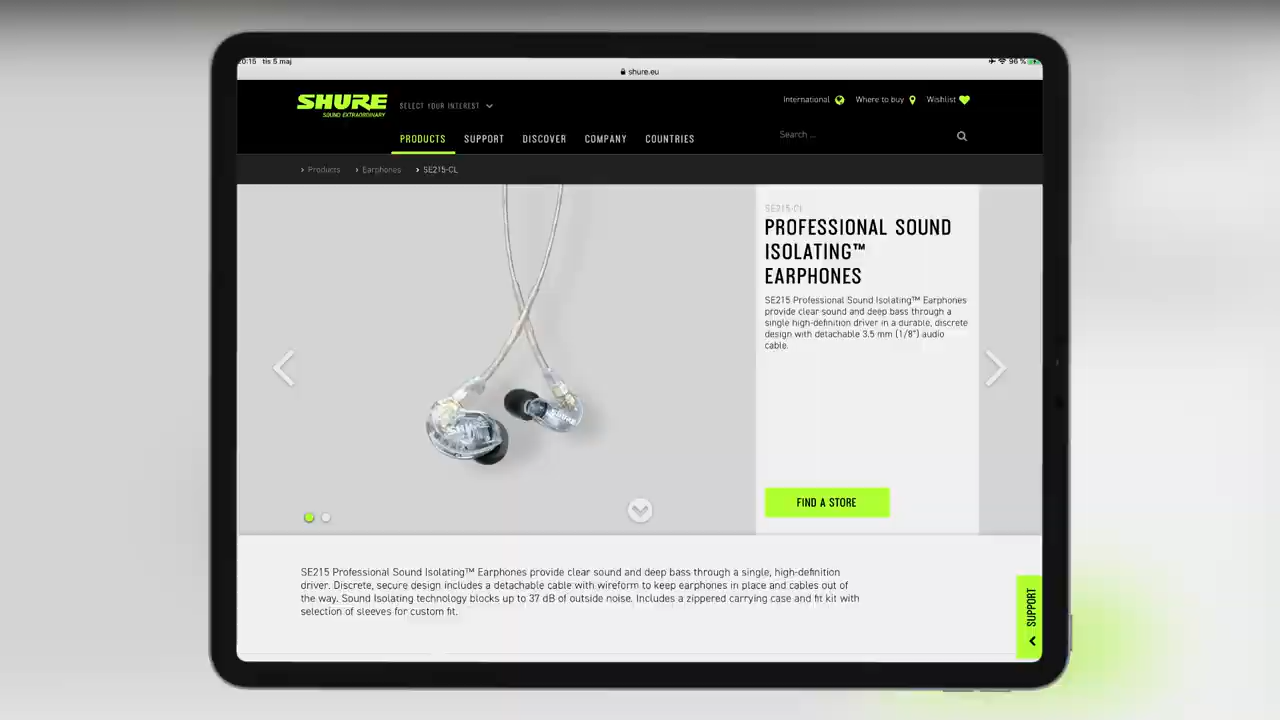 20:15 tis 5 maj
96 %
shure.eu
SHURE
SOUND EXTRAORDINARY
SELECT YOUR INTEREST
International
Where to buy
Wishlist
PRODUCTS
SUPPORT
DISCOVER
COMPANY
COUNTRIES
Search ...
› Products › Earphones › SE215-CL
SE215-CL
PROFESSIONAL SOUND
ISOLATING™
EARPHONES
SE215 Professional Sound Isolating™ Earphones
provide clear sound and deep bass through a
single high-definition driver in a durable, discrete
design with detachable 3.5 mm (1/8") audio
cable.
SHURE
SHURE
FIND A STORE
SE215 Professional Sound Isolating™ Earphones provide clear sound and deep bass through a single, high-definition
driver. Discrete, secure design includes a detachable cable with wireform to keep earphones in place and cables out of
the way. Sound Isolating technology blocks up to 37 dB of outside noise. Includes a zippered carrying case and fit kit with
selection of sleeves for custom fit.
SUPPORT